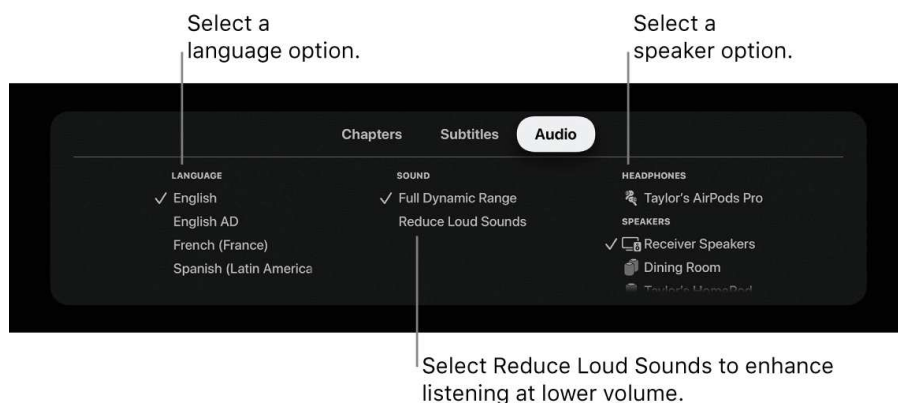 Select a
language option.
Select a
speaker option.
Chapters
Subtitles
Audio
LANGUAGE
✓ English
English AD
French (France)
Spanish (Latin America
SOUND
✓ Full Dynamic Range
Reduce Loud Sounds
HEADPHONES
Taylor's AirPods Pro
SPEAKERS
✓ Receiver Speakers
Dining Room
Taylor's HomePod
Select Reduce Loud Sounds to enhance
listening at lower volume.